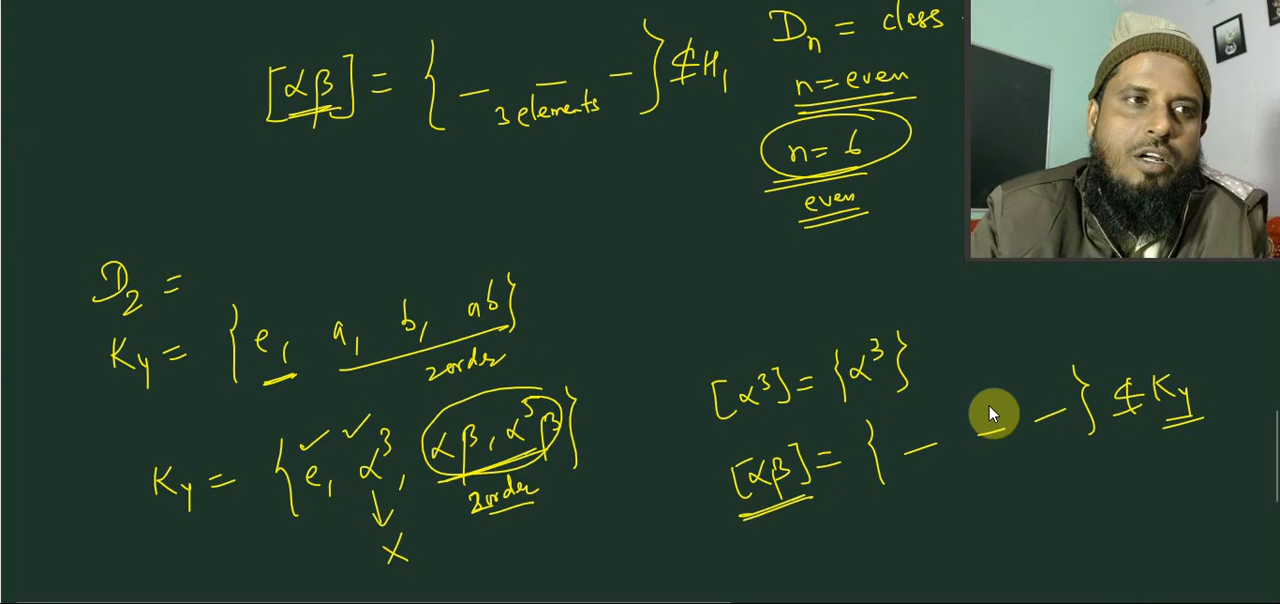 [αβ] = { _ _ _ } ⊄ H₁
3 elements
Dₙ = class
n = even
n = 6
even
D₂ =
K₄ = { e, a, b, ab }
2 order
K₄ = { e, α³, αβ, α⁵β }
2 order
×
[α³] = {α³}
[αβ] = { _ _ _ } ⊄ K₄